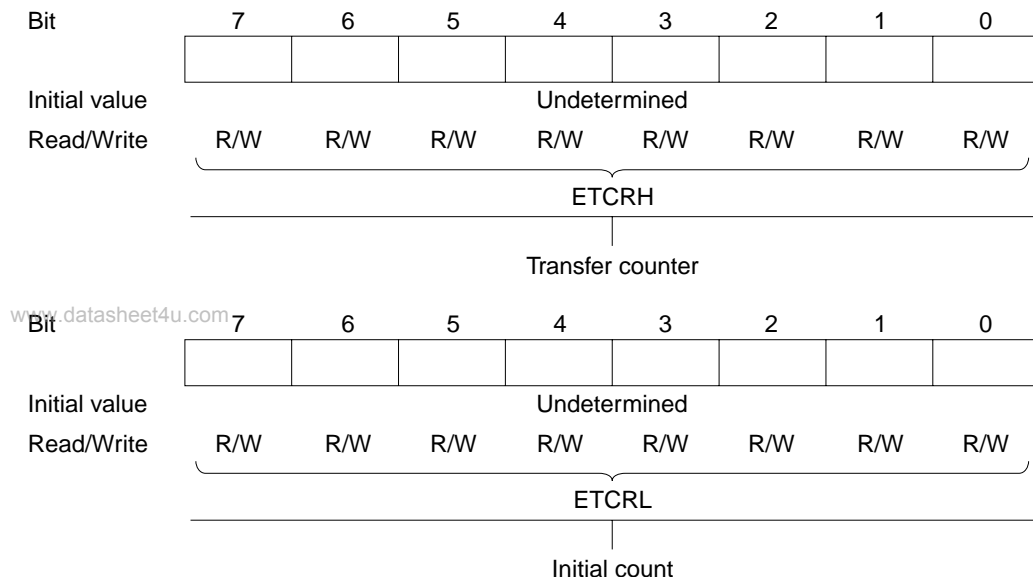 Bit 7 6 5 4 3 2 1 0
Initial value Undetermined
Read/Write R/W R/W R/W R/W R/W R/W R/W R/W
ETCRH
Transfer counter
www.datasheet4u.com
Bit 7 6 5 4 3 2 1 0
Initial value Undetermined
Read/Write R/W R/W R/W R/W R/W R/W R/W R/W
ETCRL
Initial count